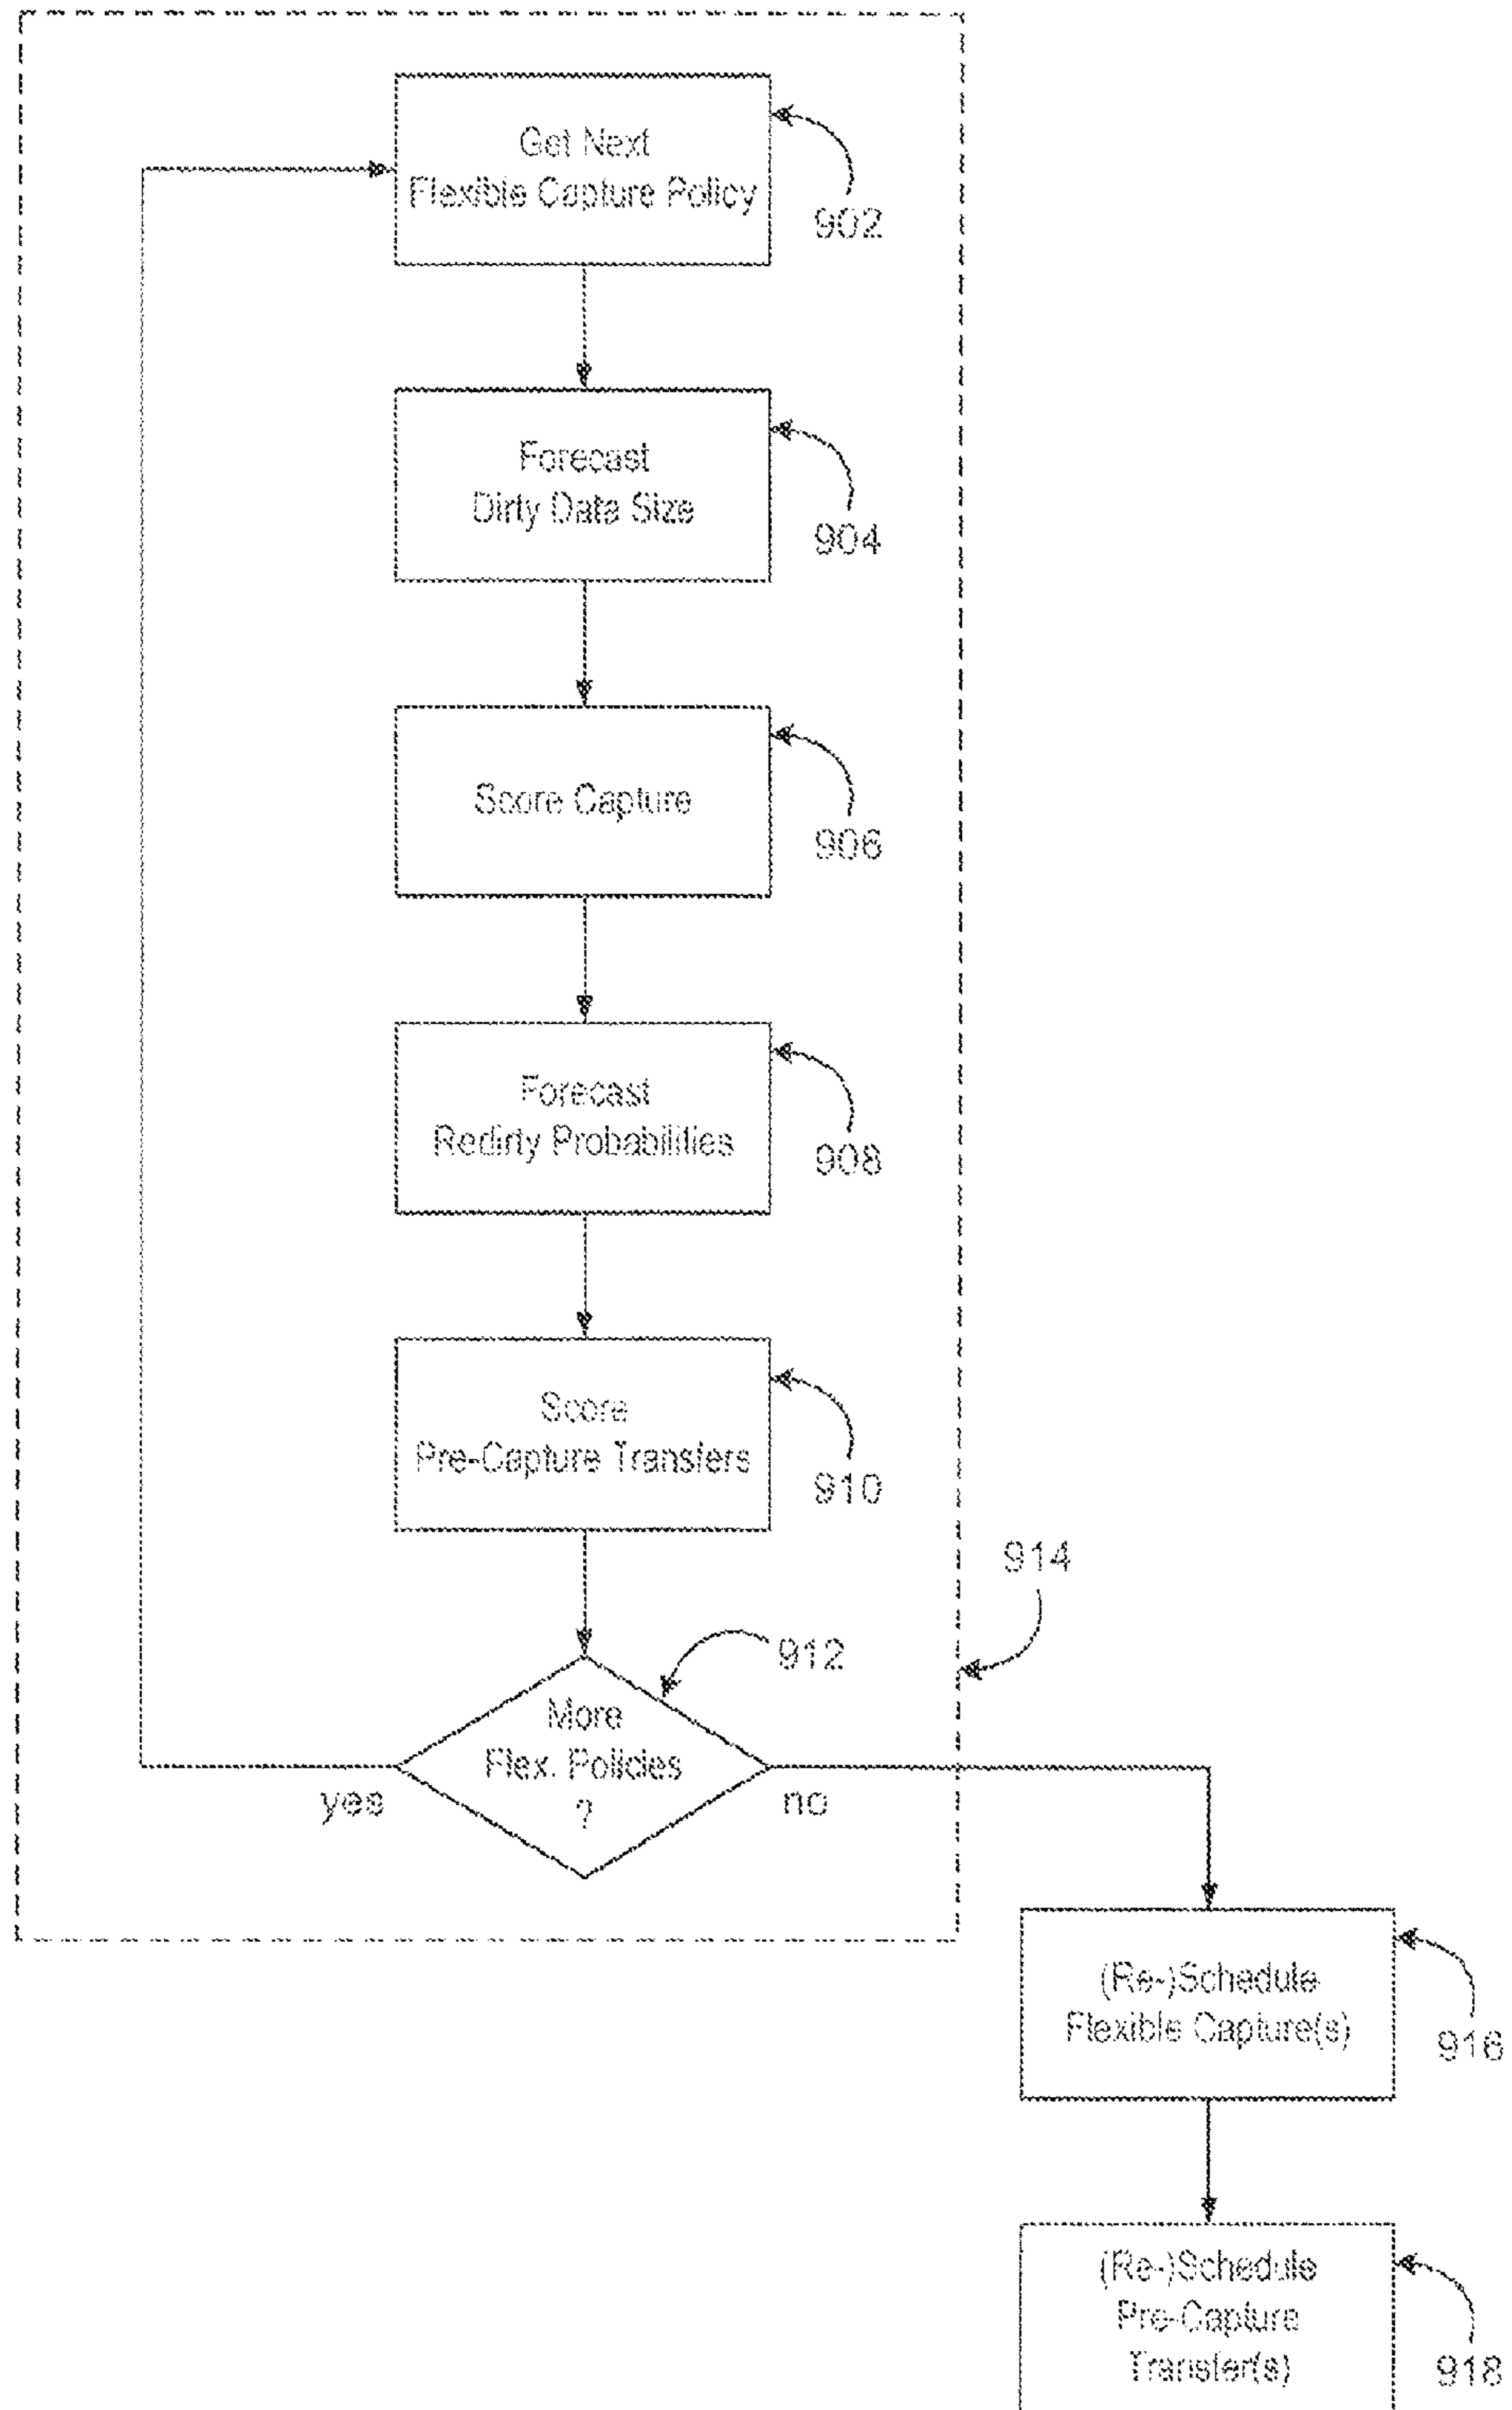 Get Next
Flexible Capture Policy
902
Forecast
Dirty Data Size
904
Score Capture
906
Forecast
Redirty Probabilities
908
Score
Pre-Capture Transfers
910
914
912
More
Flex. Policies
?
yes
no
(Re-)Schedule
Flexible Capture(s)
916
(Re-)Schedule
Pre-Capture
Transfer(s)
918